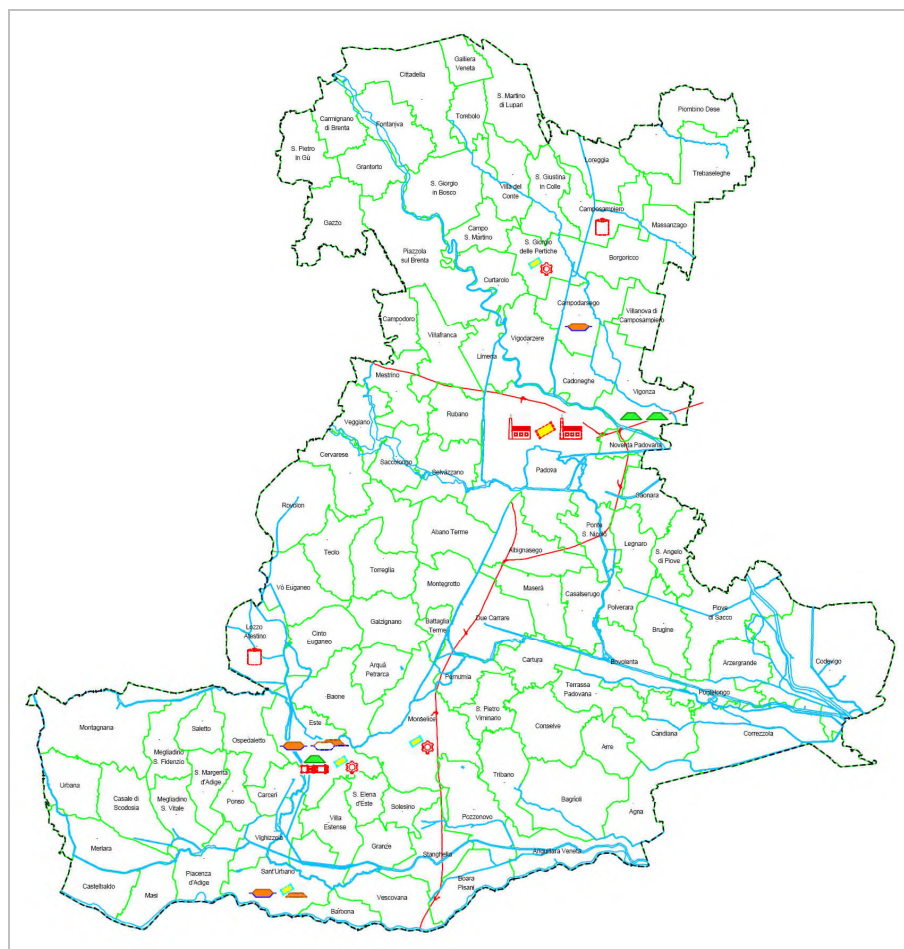 Galliera
Veneta
Cittadella
S. Martino
di Lupari
Piombino Dese
Carmignano
di Brenta
Fontaniva
Tombolo
S. Pietro
in Gù
Grantorto
Loreggia
Trebaseleghe
S. Giorgio
in Bosco
Villa del
Conte
S. Giustina
in Colle
Camposampiero
Gazzo
Massanzago
Campo
S. Martino
S. Giorgio
delle Pertiche
Piazzola
sul Brenta
Borgoricco
Curtarolo
Campodarsego
Villanova di
Camposampiero
Campodoro
Villafranca
Limena
Vigodarzere
Mestrino
Cadoneghe
Vigonza
Rubano
Veggiano
Noventa Padovana
Cervarese
Saccolongo
Selvazzano
Padova
Saonara
Rovolon
Abano Terme
Ponte
S. Nicolò
Albignasego
Legnaro
S. Angelo
di Piove
Teolo
Torreglia
Montegrotto
Vò Euganeo
Maserà
Casalserugo
Polverara
Piove
di Sacco
Lozzo
Atestino
Cinto
Euganeo
Galzignano
Battaglia
Terme
Due Carrare
Brugine
Arquà
Petrarca
Cartura
Bovolenta
Arzergrande
Codevigo
Baone
Pernumia
Terrassa
Padovana
Pontelongo
Montagnana
Saletto
Este
Monselice
S. Pietro
Viminario
Conselve
Candiana
Correzzola
Ospedaletto
Arre
Megliadino
S. Fidenzio
S. Margerita
d'Adige
Urbana
Casale di
Scodosia
Megliadino
S. Vitale
Ponso
Carceri
S. Elena
d'Este
Solesino
Tribano
Bagnoli
Agna
Villa
Estense
Pozzonovo
Merlara
Vighizzolo
Granze
Stanghella
Anguillara Veneta
Castelbaldo
Masi
Piacenza
d'Adige
Sant'Urbano
Vescovana
Boara
Pisani
Barbona